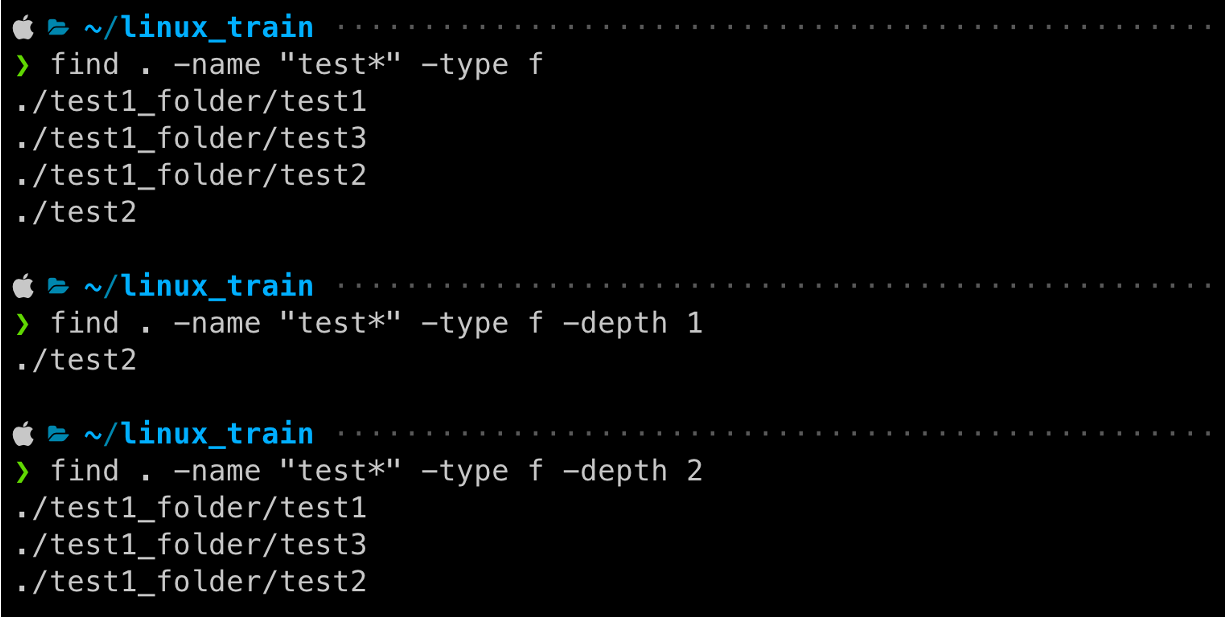 ~/linux_train
❯ find . -name "test*" -type f
./test1_folder/test1
./test1_folder/test3
./test1_folder/test2
./test2
~/linux_train
❯ find . -name "test*" -type f -depth 1
./test2
~/linux_train
❯ find . -name "test*" -type f -depth 2
./test1_folder/test1
./test1_folder/test3
./test1_folder/test2